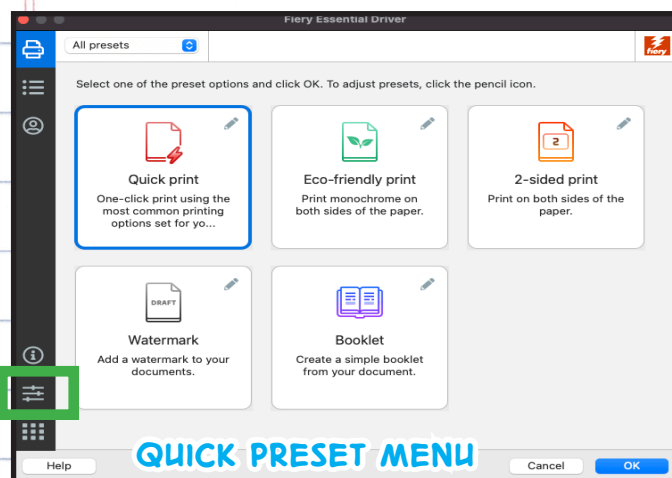 Fiery Essential Driver
All presets
fiery
Select one of the preset options and click OK. To adjust presets, click the pencil icon.
Quick print
One-click print using the
most common printing
options set for yo...
Eco-friendly print
Print monochrome on
both sides of the paper.
2
2-sided print
Print on both sides of the
paper.
DRAFT
Watermark
Add a watermark to your
documents.
Booklet
Create a simple booklet
from your document.
Help
QUICK PRESET MENU
Cancel
OK